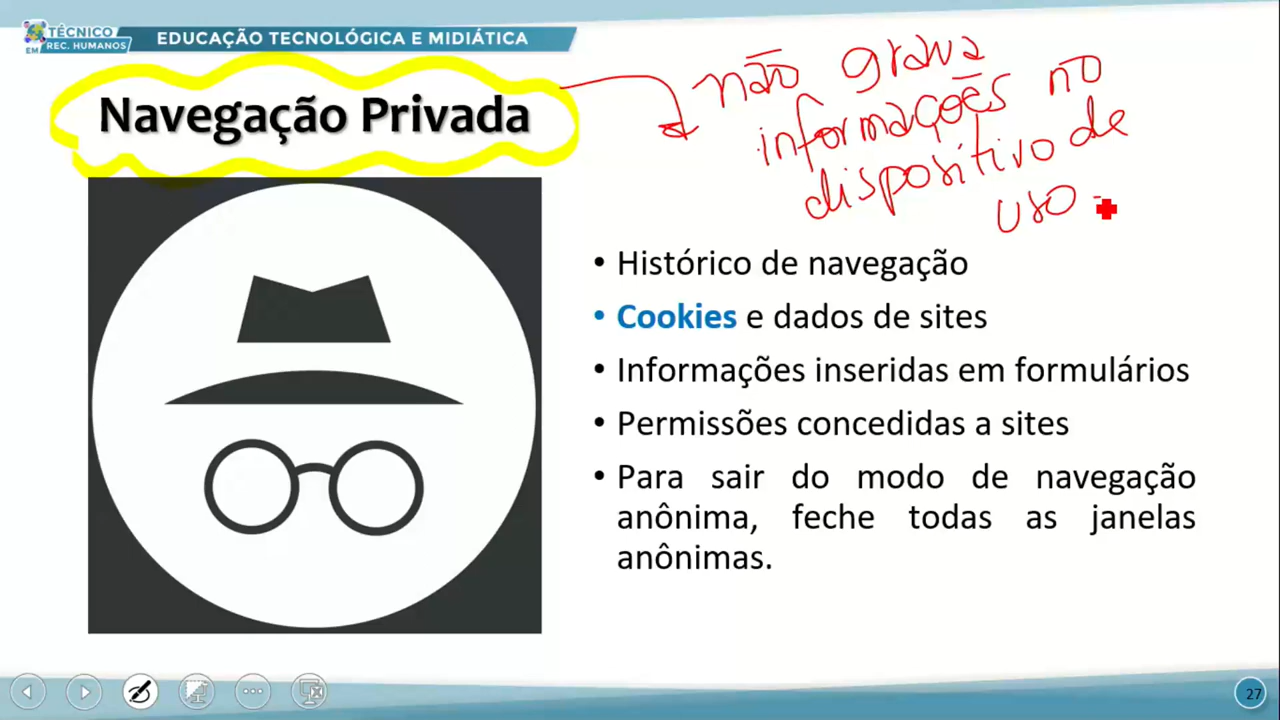 TÉCNICO
EM REC. HUMANOS
EDUCAÇÃO TECNOLÓGICA E MIDIÁTICA
Navegação Privada
não grava
informações no
dispositivo de
uso
• Histórico de navegação
• Cookies e dados de sites
• Informações inseridas em formulários
• Permissões concedidas a sites
• Para sair do modo de navegação
anônima, feche todas as janelas
anônimas.
27